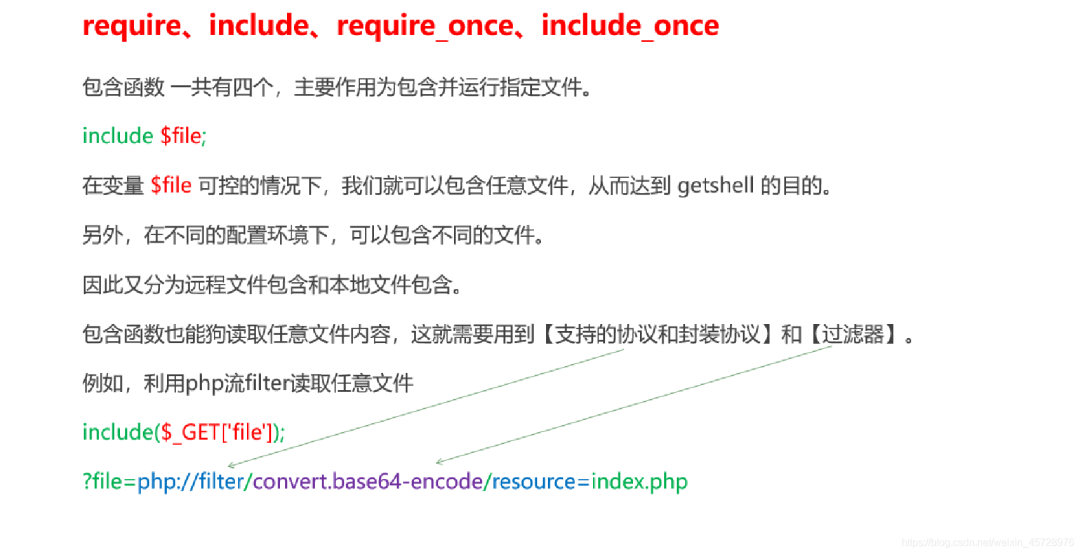 require、include、require_once、include_once
包含函数 一共有四个，主要作用为包含并运行指定文件。
include $file;
在变量 $file 可控的情况下，我们就可以包含任意文件，从而达到 getshell 的目的。
另外，在不同的配置环境下，可以包含不同的文件。
因此又分为远程文件包含和本地文件包含。
包含函数也能狗读取任意文件内容，这就需要用到【支持的协议和封装协议】和【过滤器】。
例如，利用php流filter读取任意文件
include($_GET['file']);
?file=php://filter/convert.base64-encode/resource=index.php
https://blog.csdn.net/weixin_45728976